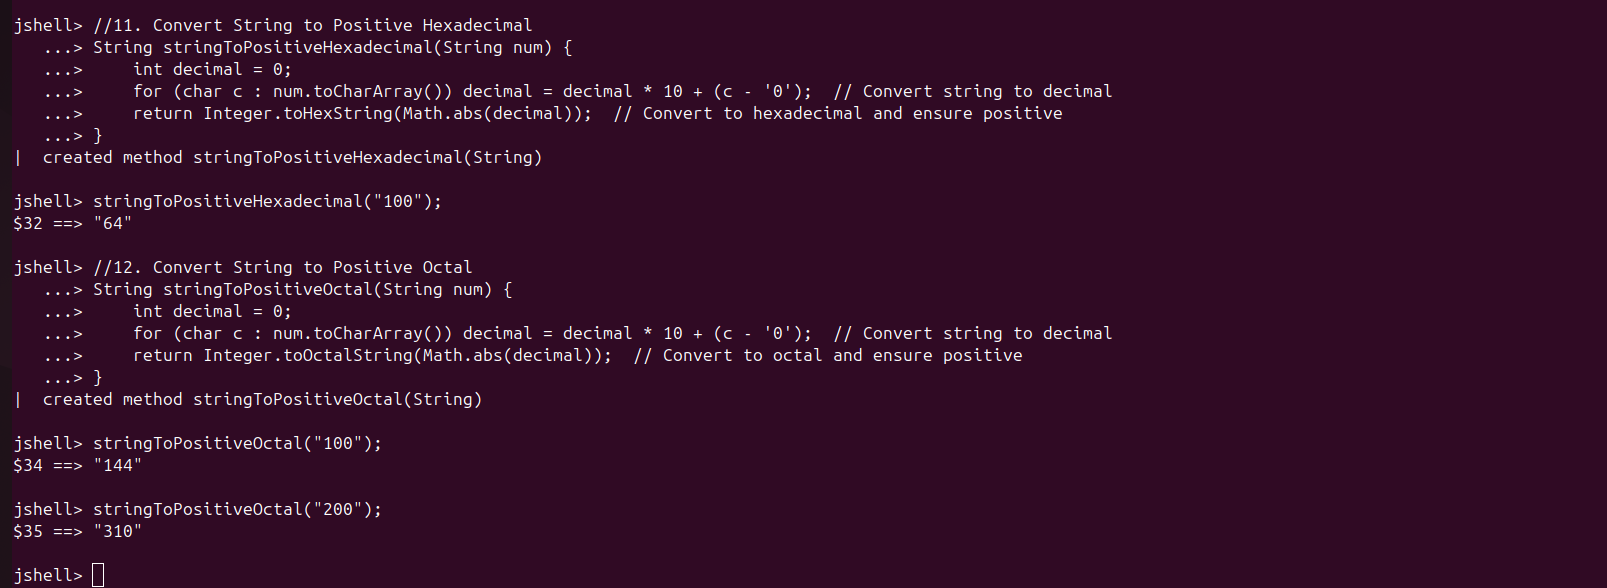 jshell> //11. Convert String to Positive Hexadecimal
   ...> String stringToPositiveHexadecimal(String num) {
   ...>     int decimal = 0;
   ...>     for (char c : num.toCharArray()) decimal = decimal * 10 + (c - '0');  // Convert string to decimal
   ...>     return Integer.toHexString(Math.abs(decimal));  // Convert to hexadecimal and ensure positive
   ...> }
|  created method stringToPositiveHexadecimal(String)

jshell> stringToPositiveHexadecimal("100");
$32 ==> "64"

jshell> //12. Convert String to Positive Octal
   ...> String stringToPositiveOctal(String num) {
   ...>     int decimal = 0;
   ...>     for (char c : num.toCharArray()) decimal = decimal * 10 + (c - '0');  // Convert string to decimal
   ...>     return Integer.toOctalString(Math.abs(decimal));  // Convert to octal and ensure positive
   ...> }
|  created method stringToPositiveOctal(String)

jshell> stringToPositiveOctal("100");
$34 ==> "144"

jshell> stringToPositiveOctal("200");
$35 ==> "310"

jshell>